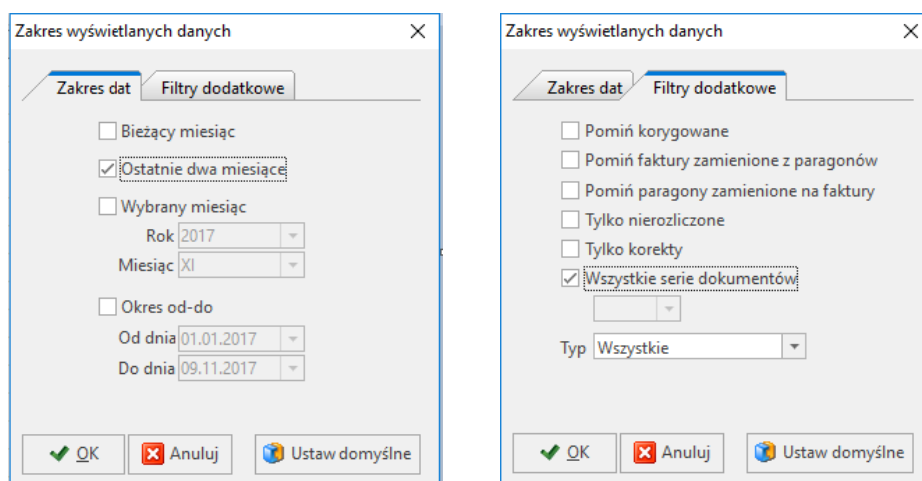 Zakres wyświetlanych danych
Zakres dat
Filtry dodatkowe
Bieżący miesiąc
Ostatnie dwa miesiące
Wybrany miesiąc
Rok 2017
Miesiąc XI
Okres od-do
Od dnia 01.01.2017
Do dnia 09.11.2017
OK
Anuluj
Ustaw domyślne
Zakres wyświetlanych danych
Zakres dat
Filtry dodatkowe
Pomiń korygowane
Pomiń faktury zamienione z paragonów
Pomiń paragony zamienione na faktury
Tylko nierozliczone
Tylko korekty
Wszystkie serie dokumentów
Typ Wszystkie
OK
Anuluj
Ustaw domyślne